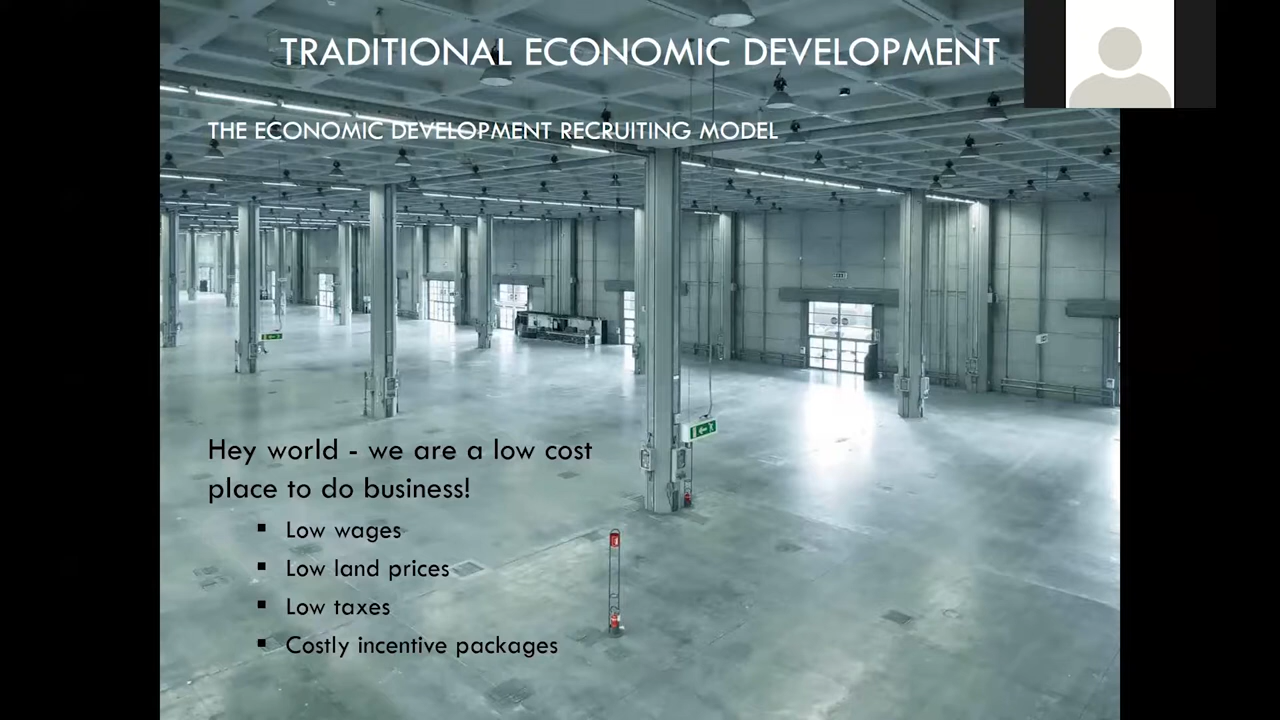 TRADITIONAL ECONOMIC DEVELOPMENT
THE ECONOMIC DEVELOPMENT RECRUITING MODEL
Hey world - we are a low cost
place to do business!
▪ Low wages
▪ Low land prices
▪ Low taxes
▪ Costly incentive packages